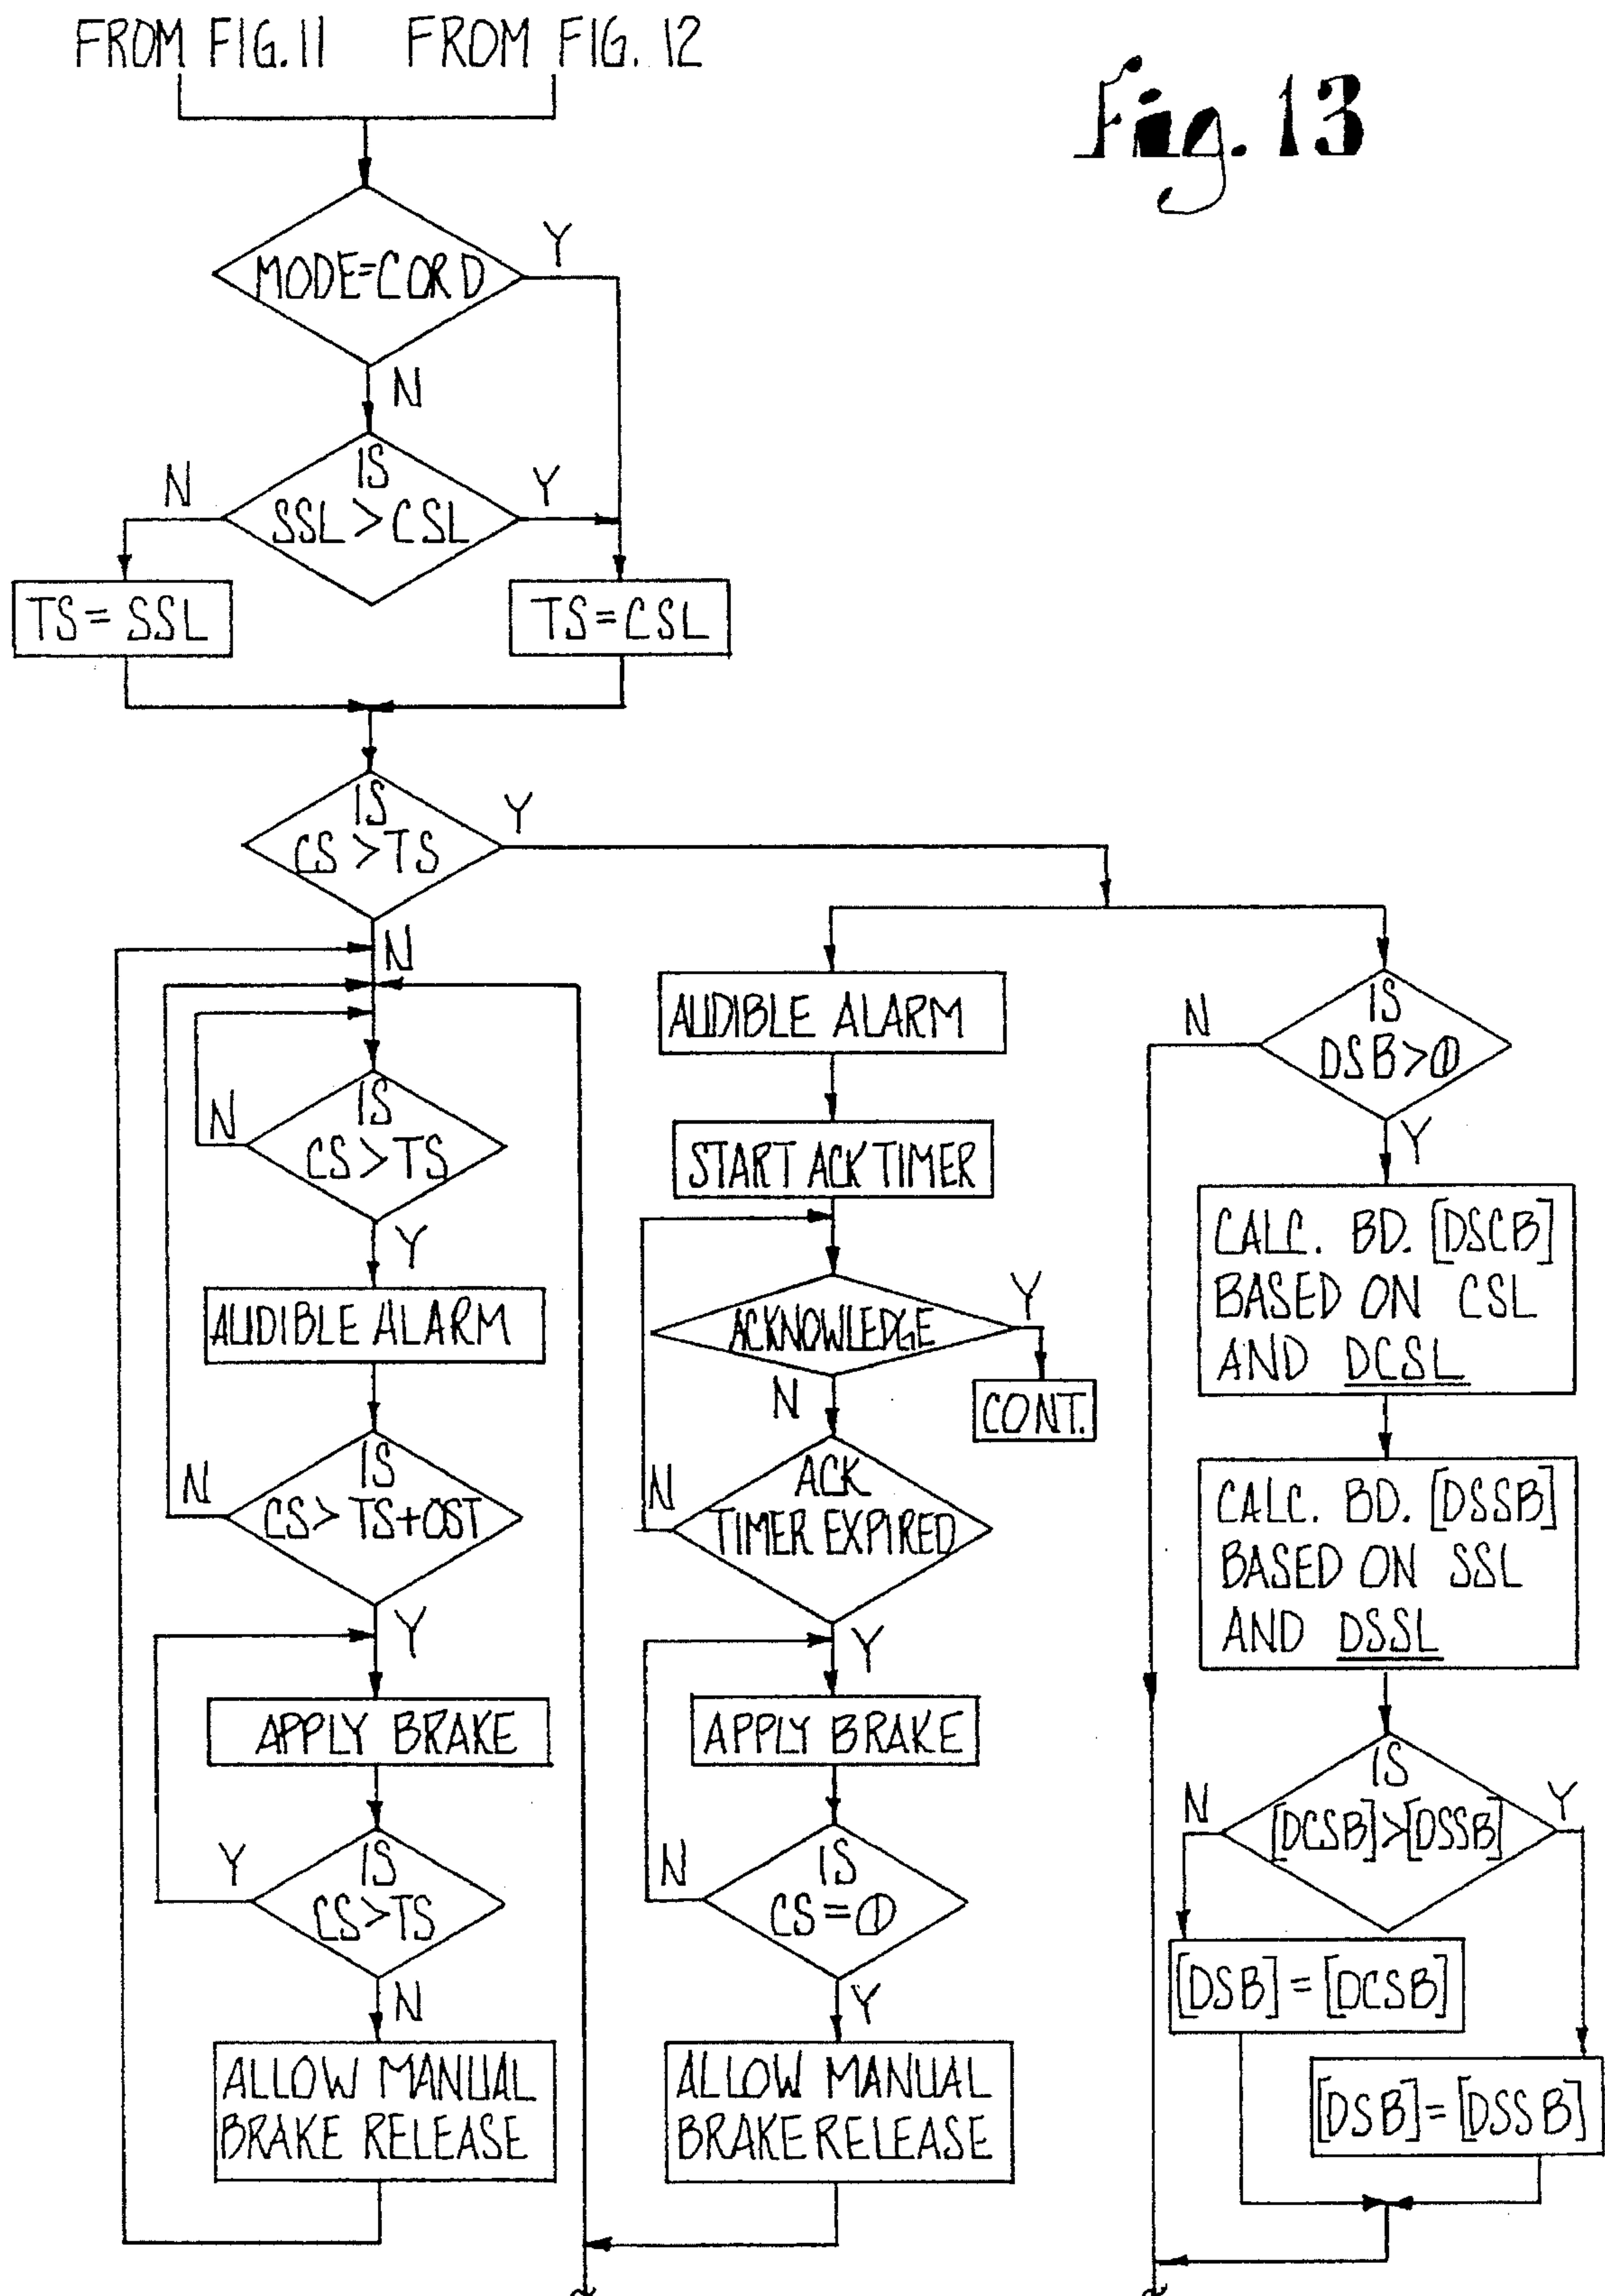 FROM FIG. 11 FROM FIG. 12
Fig. 13
MODE=CORD
Y
N
IS
SSL > CSL
N
Y
TS = SSL
TS = CSL
IS
CS > TS
Y
N
IS
CS > TS
N
Y
AUDIBLE ALARM
IS
CS > TS+OST
N
Y
APPLY BRAKE
IS
CS>TS
Y
N
ALLOW MANUAL
BRAKE RELEASE
AUDIBLE ALARM
START ACK TIMER
ACKNOWLEDGE
Y
CONT.
N
ACK
TIMER EXPIRED
N
Y
APPLY BRAKE
IS
CS = 0
N
Y
ALLOW MANUAL
BRAKE RELEASE
IS
DSB>0
N
Y
CALC. BD. [DSCB]
BASED ON CSL
AND DCSL
CALC. BD. [DSSB]
BASED ON SSL
AND DSSL
IS
[DCSB]>[DSSB]
N
Y
[DSB] = [DCSB]
[DSB] = [DSSB]